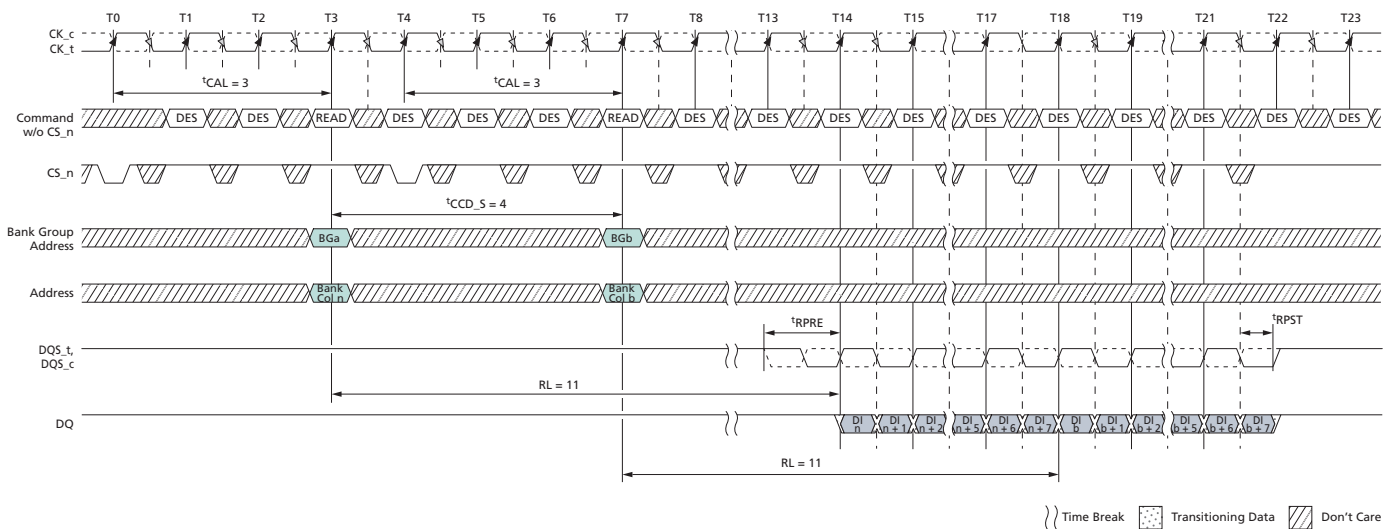 T0 T1 T2 T3 T4 T5 T6 T7 T8 T13 T14 T15 T17 T18 T19 T21 T22 T23
CK_c
CK_t
tCAL = 3 tCAL = 3
Command
w/o CS_n
DES DES READ DES DES DES READ DES DES DES DES DES DES DES DES DES DES
CS_n
tCCD_S = 4
Bank Group
Address
BGa BGb
Address
Bank
Col n
Bank
Col b
tRPRE tRPST
DQS_t,
DQS_c
RL = 11
DQ
DI
n
DI
n + 1
DI
n + 2
DI
n + 5
DI
n + 6
DI
n + 7
DI
b
DI
b + 1
DI
b + 2
DI
b + 5
DI
b + 6
DI
b + 7
RL = 11
Time Break Transitioning Data Don't Care